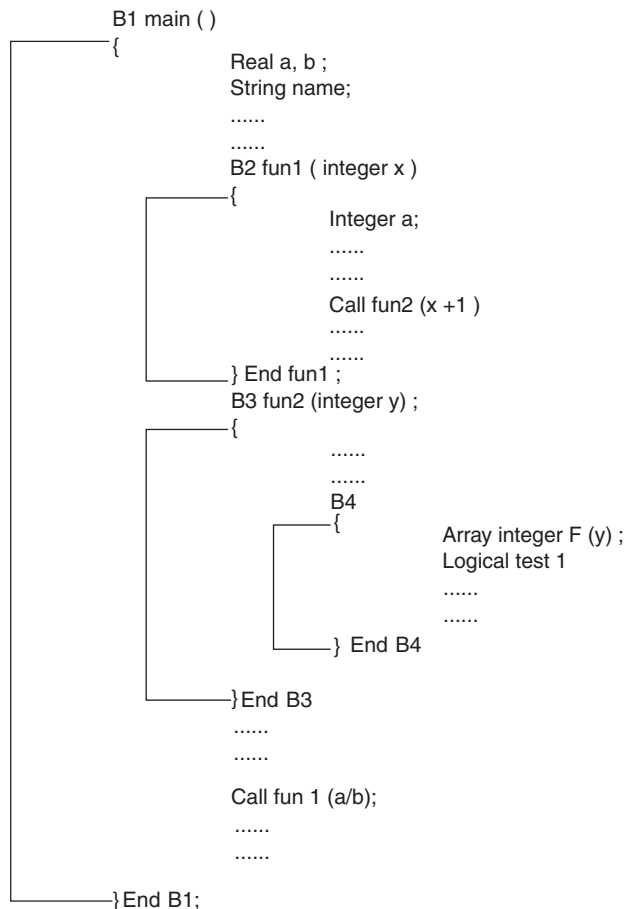 B1 main ( )
{
Real a, b ;
String name;
......
......
B2 fun1 ( integer x )
{
Integer a;
......
......
Call fun2 (x +1 )
......
......
} End fun1 ;
B3 fun2 (integer y) ;
{
......
......
B4
{
Array integer F (y) ;
Logical test 1
......
......
} End B4
}End B3
......
......
Call fun 1 (a/b);
......
......
}End B1;